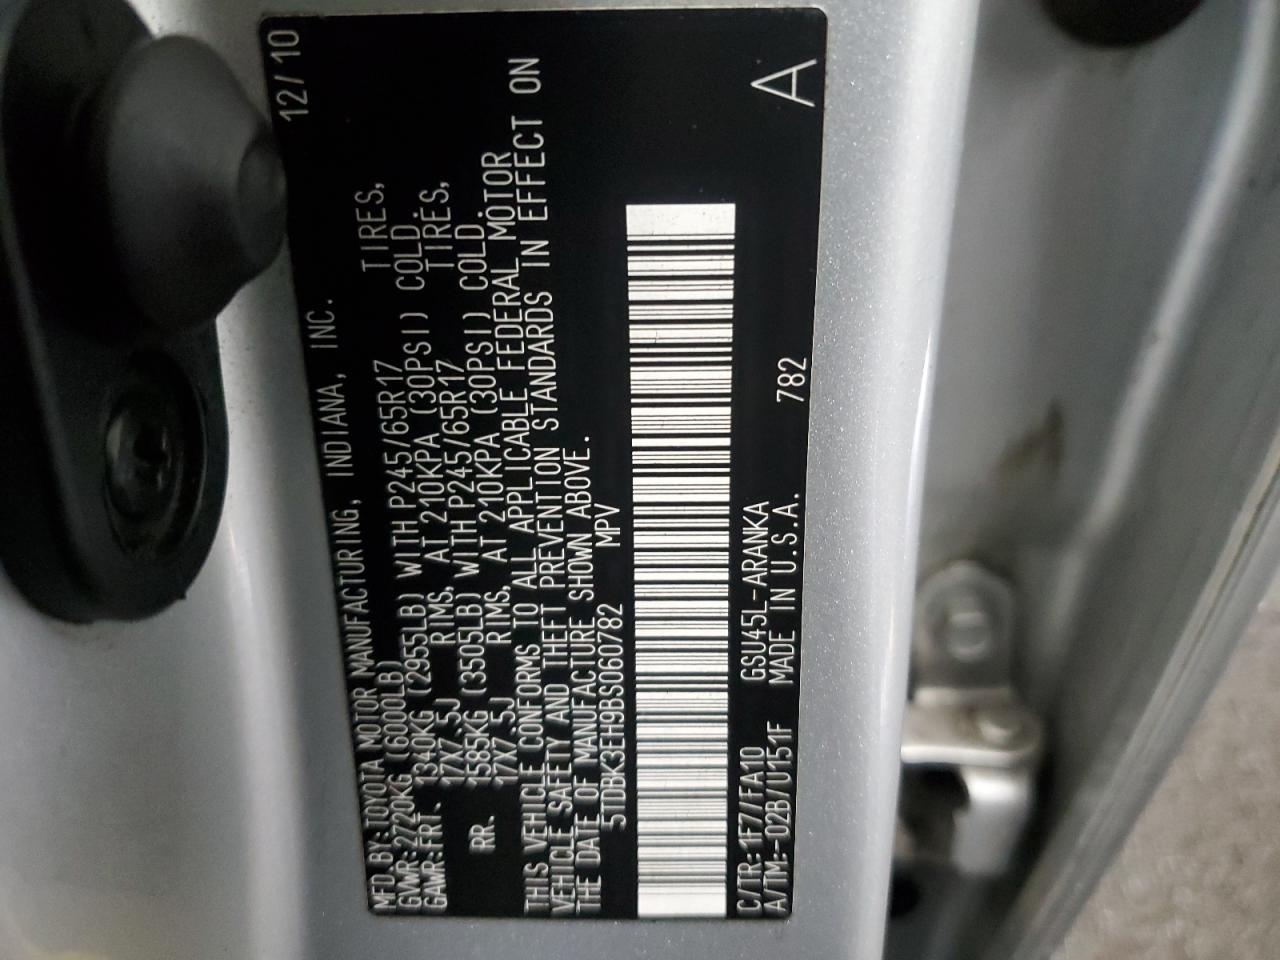 MFD. BY: TOYOTA MOTOR MANUFACTURING, INDIANA, INC. 12/10
GVWR: 2720KG (6000LB)
GAWR: FRT. 1340KG (2955LB) WITH P245/65R17 TIRES,
17X7.5J RIMS, AT 210KPA (30PSI) COLD.
RR. 1585KG (3505LB) WITH P245/65R17 TIRES,
17X7.5J RIMS, AT 210KPA (30PSI) COLD.
THIS VEHICLE CONFORMS TO ALL APPLICABLE FEDERAL MOTOR
VEHICLE SAFETY AND THEFT PREVENTION STANDARDS IN EFFECT ON
THE DATE OF MANUFACTURE SHOWN ABOVE.
5TDBK3EH9BS060782 MPV
C/TR: 1F7/FA10 GSU45L-ARANKA 782 A
A/TM: -02B/U151F MADE IN U.S.A.